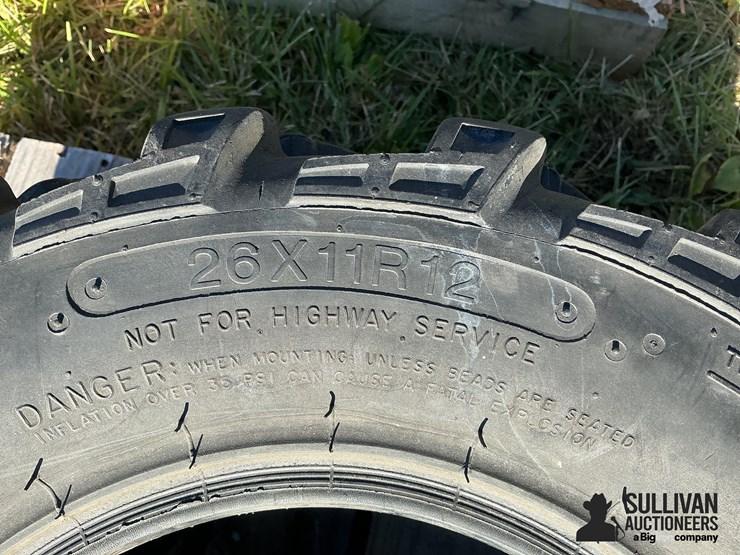 26X11R12
NOT FOR HIGHWAY SERVICE
DANGER: WHEN MOUNTING, UNLESS BEADS ARE SEATED
INFLATION OVER 36 PSI CAN CAUSE A FATAL EXPLOSION
SULLIVAN
AUCTIONEERS
a Big company